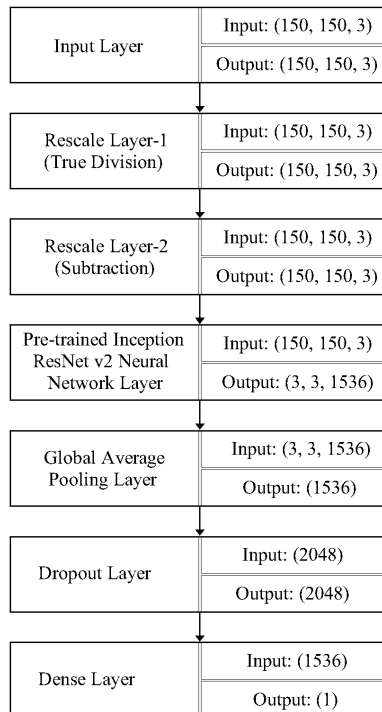 Input Layer
Input: (150, 150, 3)
Output: (150, 150, 3)
Rescale Layer-1
(True Division)
Input: (150, 150, 3)
Output: (150, 150, 3)
Rescale Layer-2
(Subtraction)
Input: (150, 150, 3)
Output: (150, 150, 3)
Pre-trained Inception
ResNet v2 Neural
Network Layer
Input: (150, 150, 3)
Output: (3, 3, 1536)
Global Average
Pooling Layer
Input: (3, 3, 1536)
Output: (1536)
Dropout Layer
Input: (2048)
Output: (2048)
Dense Layer
Input: (1536)
Output: (1)